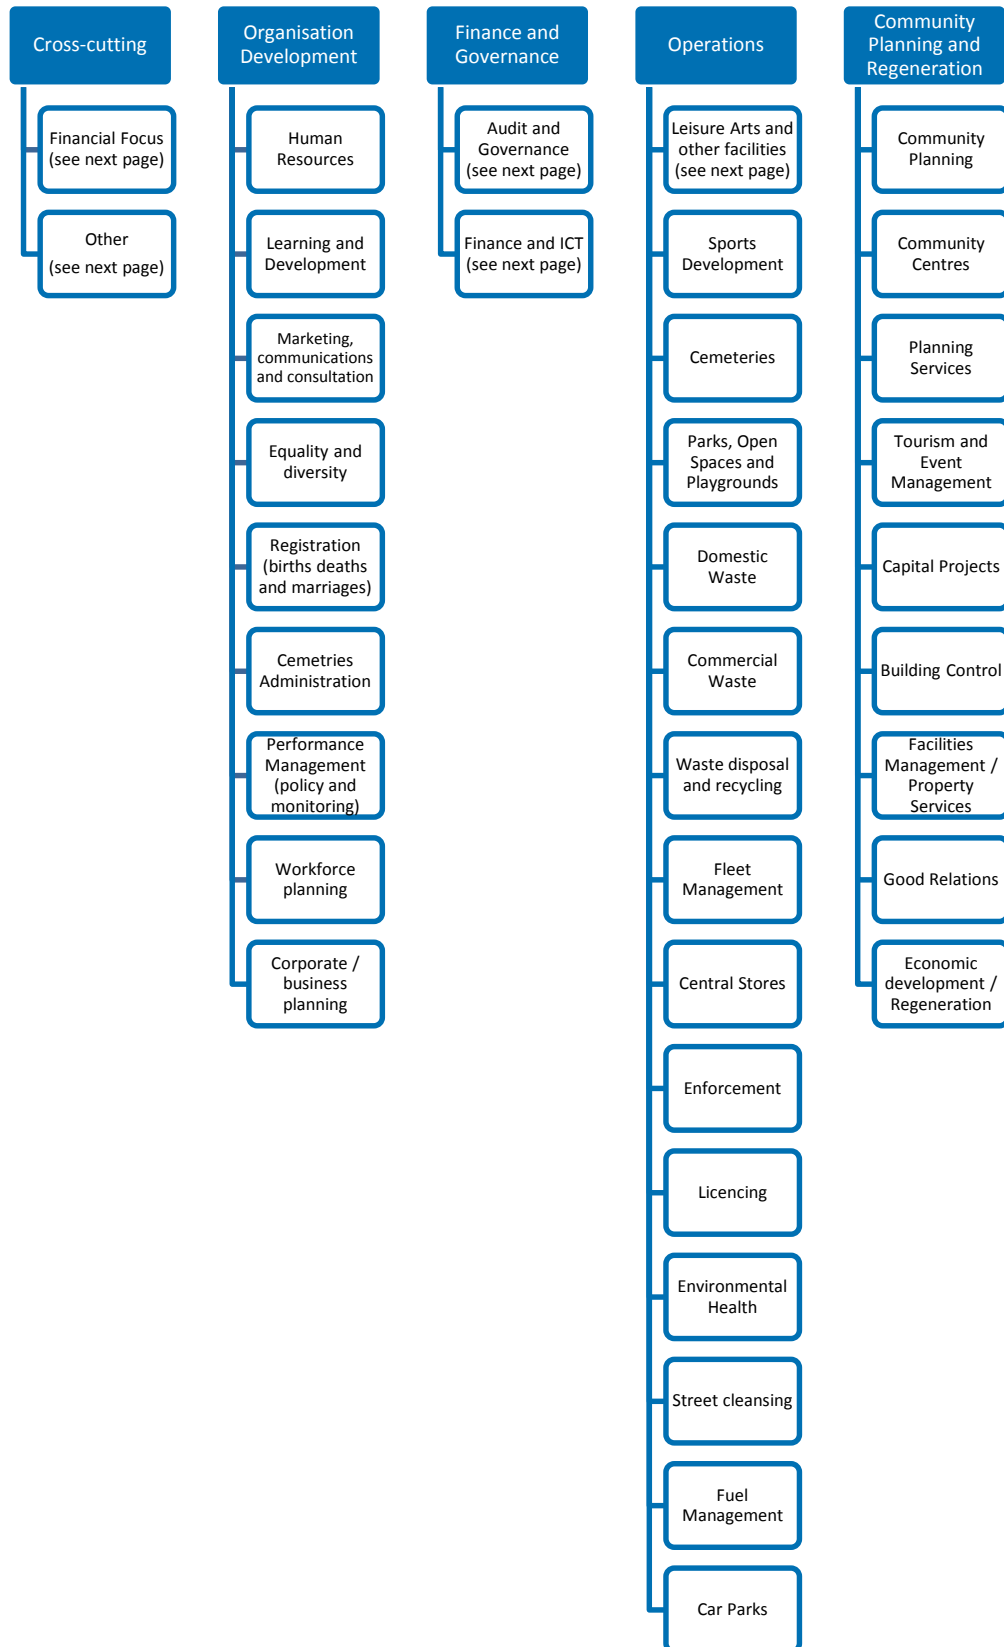 Cross-cutting
Financial Focus
(see next page)
Other
(see next page)
Organisation
Development
Human
Resources
Learning and
Development
Marketing,
communications
and consultation
Equality and
diversity
Registration
(births deaths
and marriages)
Cemetries
Administration
Performance
Management
(policy and
monitoring)
Workforce
planning
Corporate /
business
planning
Finance and
Governance
Audit and
Governance
(see next page)
Finance and ICT
(see next page)
Operations
Leisure Arts and
other facilities
(see next page)
Sports
Development
Cemeteries
Parks, Open
Spaces and
Playgrounds
Domestic
Waste
Commercial
Waste
Waste disposal
and recycling
Fleet
Management
Central Stores
Enforcement
Licencing
Environmental
Health
Street cleansing
Fuel
Management
Car Parks
Community
Planning and
Regeneration
Community
Planning
Community
Centres
Planning
Services
Tourism and
Event
Management
Capital Projects
Building Control
Facilities
Management /
Property
Services
Good Relations
Economic
development /
Regeneration